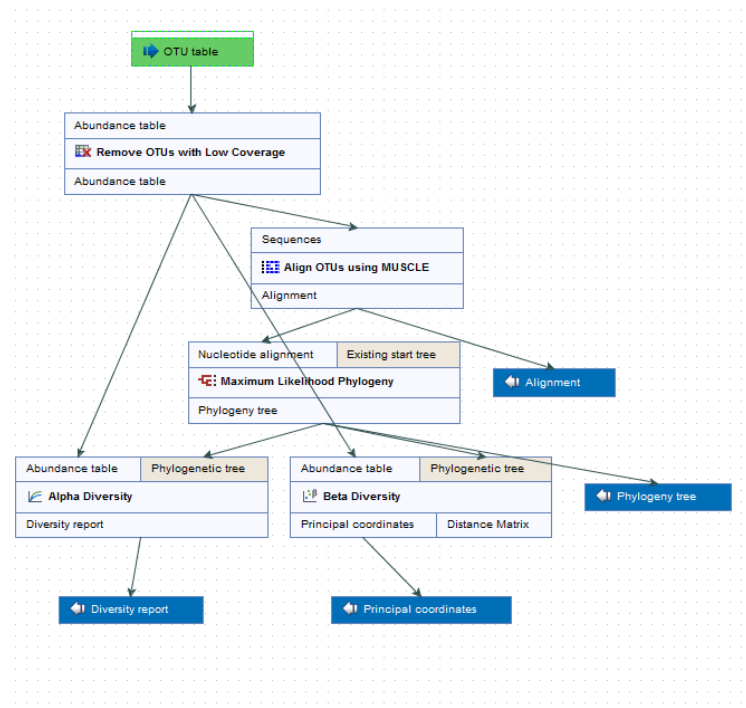 OTU table
Abundance table
Remove OTUs with Low Coverage
Abundance table
Sequences
Align OTUs using MUSCLE
Alignment
Nucleotide alignment Existing start tree
Maximum Likelihood Phylogeny
Phylogeny tree
Alignment
Abundance table Phylogenetic tree
Alpha Diversity
Diversity report
Abundance table Phylogenetic tree
β Beta Diversity
Principal coordinates Distance Matrix
Phylogeny tree
Diversity report
Principal coordinates